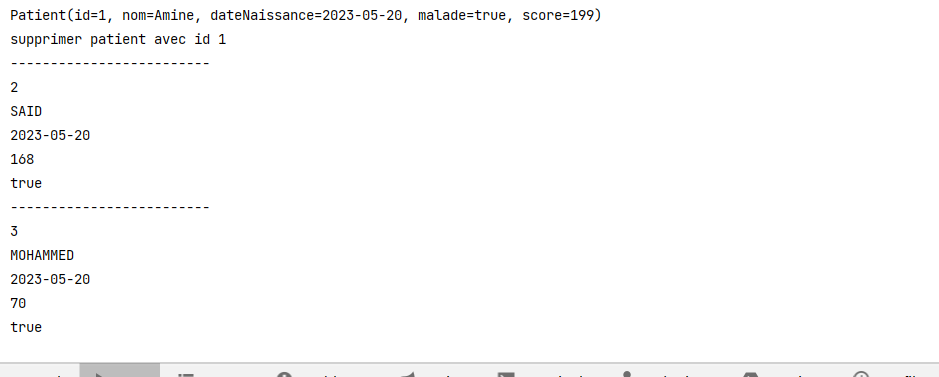 Patient(id=1, nom=Amine, dateNaissance=2023-05-20, malade=true, score=199)
supprimer patient avec id 1
-------------------------
2
SAID
2023-05-20
168
true
-------------------------
3
MOHAMMED
2023-05-20
70
true